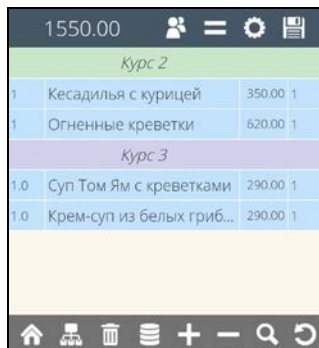 1550.00
Курс 2
1 Кесадилья с курицей 350.00 1
1 Огненные креветки 620.00 1
Курс 3
1.0 Суп Том Ям с креветками 290.00 1
1.0 Крем-суп из белых гриб... 290.00 1